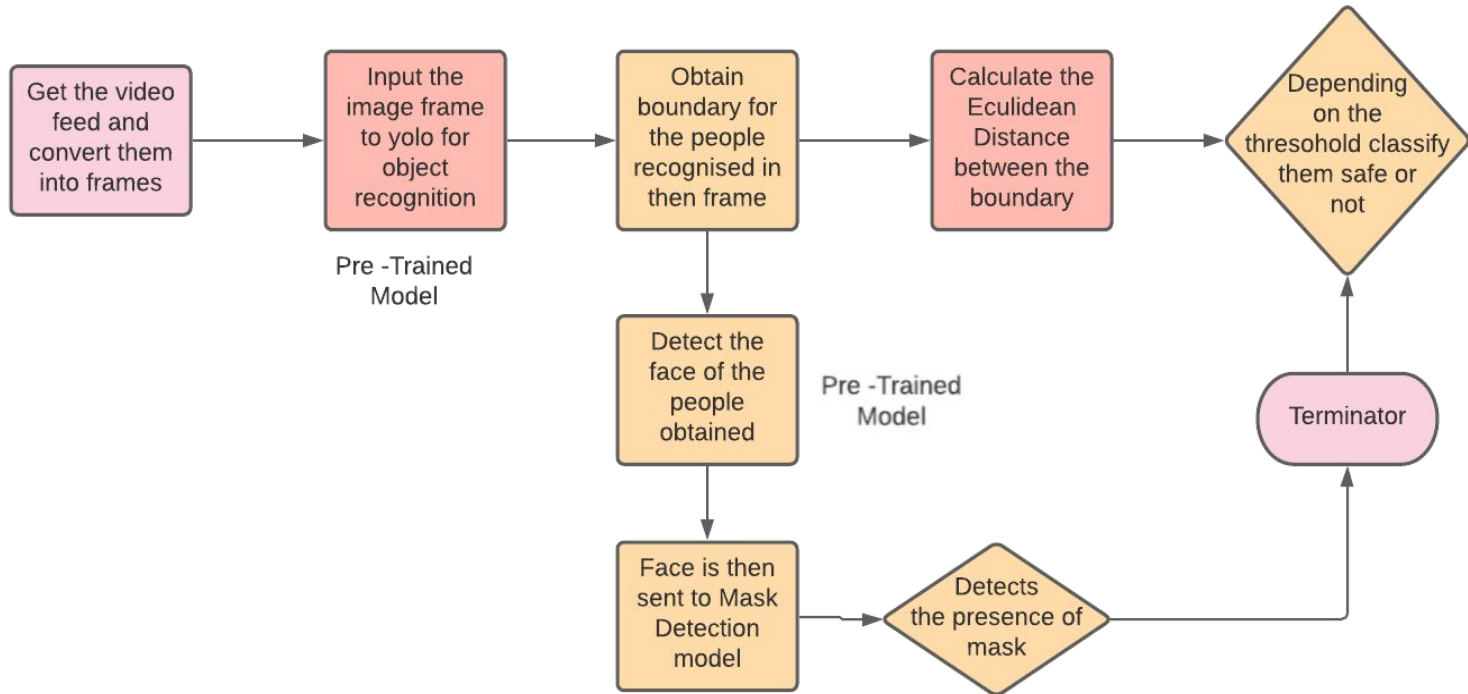 Get the video
feed and
convert them
into frames
Input the
image frame
to yolo for
object
recognition
Pre -Trained
Model
Obtain
boundary for
the people
recognised in
then frame
Calculate the
Eculidean
Distance
between the
boundary
Depending
on the
thresohold classify
them safe or
not
Detect the
face of the
people
obtained
Pre -Trained
Model
Terminator
Face is then
sent to Mask
Detection
model
Detects
the presence of
mask